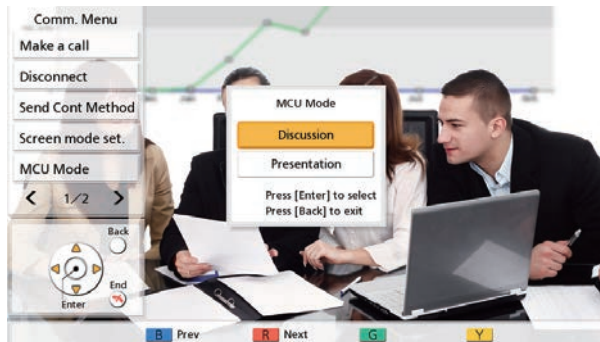 Comm. Menu
Make a call
Disconnect
Send Cont Method
Screen mode set.
MCU Mode
< 1/2 >
MCU Mode
Discussion
Presentation
Press [Enter] to select
Press [Back] to exit
Back
End
Enter
B Prev R Next G Y